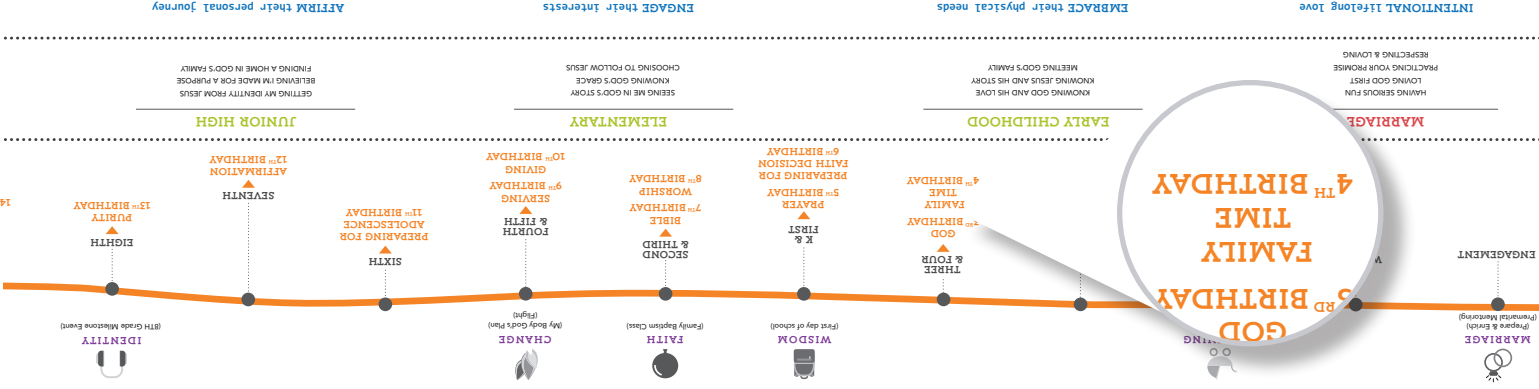 MARRIAGE
(Prepare & Enrich)
(Premarital Mentoring)
ENGAGEMENT
GOD
3RD BIRTHDAY
FAMILY
TIME
4TH BIRTHDAY
WISDOM
(First day of school)
FAITH
(Family Baptism Class)
CHANGE
(My Body God's Plan)
(Flight)
IDENTITY
(8TH Grade Milestone Event)
THREE
& FOUR
GOD
3RD BIRTHDAY
FAMILY
TIME
4TH BIRTHDAY
K &
FIRST
PRAYER
5TH BIRTHDAY
PREPARING FOR
FAITH DECISION
6TH BIRTHDAY
SECOND
& THIRD
BIBLE
7TH BIRTHDAY
WORSHIP
8TH BIRTHDAY
FOURTH
& FIFTH
SERVING
9TH BIRTHDAY
GIVING
10TH BIRTHDAY
SIXTH
PREPARING FOR
ADOLESCENCE
11TH BIRTHDAY
SEVENTH
AFFIRMATION
12TH BIRTHDAY
EIGHTH
PURITY
13TH BIRTHDAY
14
MARRIAGE
HAVING SERIOUS FUN
LOVING GOD FIRST
PRACTICING YOUR PROMISE
RESPECTING & LOVING
EARLY CHILDHOOD
KNOWING GOD AND HIS LOVE
KNOWING JESUS AND HIS STORY
MEETING GOD'S FAMILY
ELEMENTARY
SEEING ME IN GOD'S STORY
KNOWING GOD'S GRACE
CHOOSING TO FOLLOW JESUS
JUNIOR HIGH
GETTING MY IDENTITY FROM JESUS
BELIEVING I'M MADE FOR A PURPOSE
FINDING A HOME IN GOD'S FAMILY
INTENTIONAL lifelong love
EMBRACE their physical needs
ENGAGE their interests
AFFIRM their personal journey